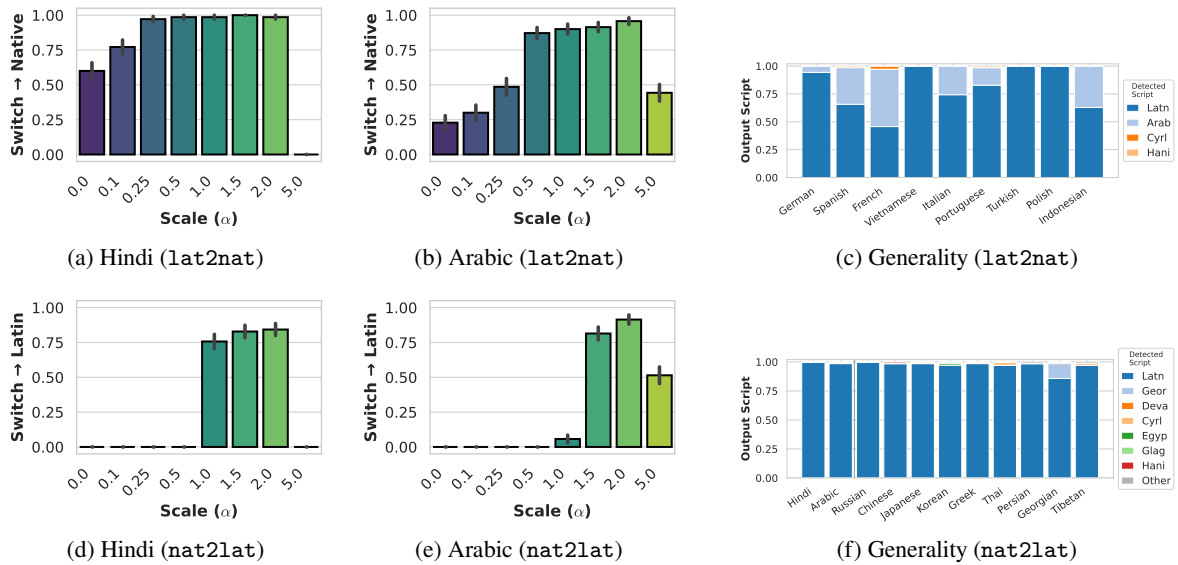 Switch → Native
1.00
0.75
0.50
0.25
0.00
0.0
0.1
0.25
0.5
1.0
1.5
2.0
5.0
Scale (α)
(a) Hindi (lat2nat)
Switch → Native
1.00
0.75
0.50
0.25
0.00
0.0
0.1
0.25
0.5
1.0
1.5
2.0
5.0
Scale (α)
(b) Arabic (lat2nat)
Output Script
1.00
0.75
0.50
0.25
0.00
German
Spanish
French
Vietnamese
Italian
Portuguese
Turkish
Polish
Indonesian
Detected
Script
Latn
Arab
Cyrl
Hani
(c) Generality (lat2nat)
Switch → Latin
1.00
0.75
0.50
0.25
0.00
0.0
0.1
0.25
0.5
1.0
1.5
2.0
5.0
Scale (α)
(d) Hindi (nat2lat)
Switch → Latin
1.00
0.75
0.50
0.25
0.00
0.0
0.1
0.25
0.5
1.0
1.5
2.0
5.0
Scale (α)
(e) Arabic (nat2lat)
Output Script
1.00
0.75
0.50
0.25
0.00
Hindi
Arabic
Russian
Chinese
Japanese
Korean
Greek
Thai
Persian
Georgian
Tibetan
Detected
Script
Latn
Geor
Deva
Cyrl
Egyp
Glag
Hani
Other
(f) Generality (nat2lat)